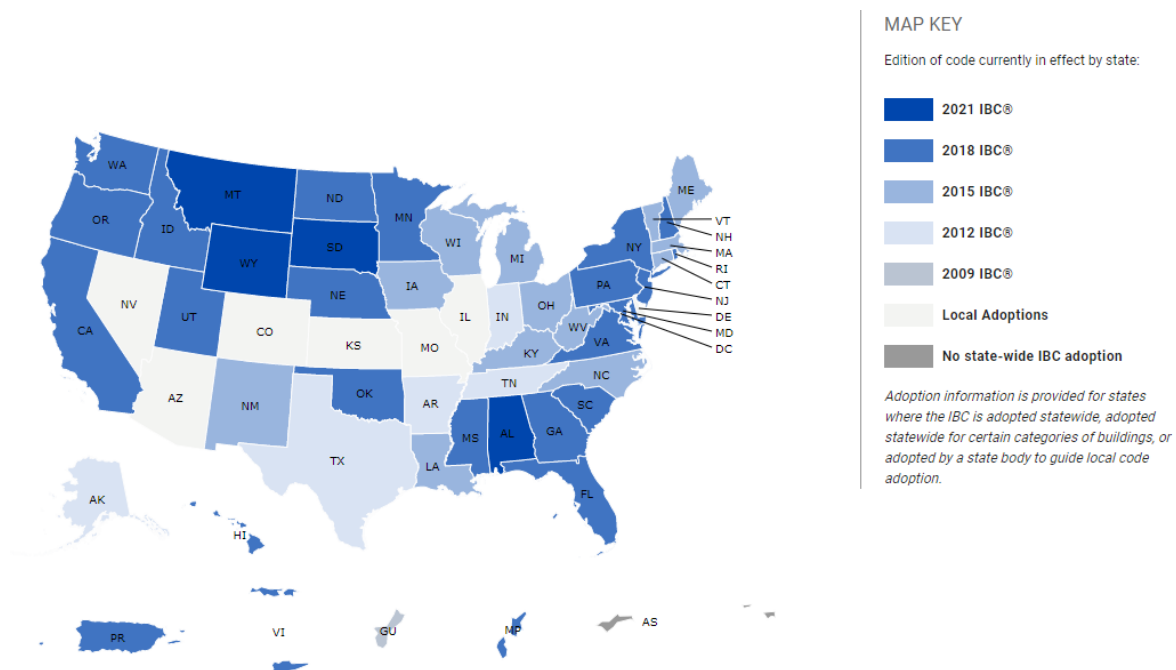 MAP KEY
Edition of code currently in effect by state:
2021 IBC®
2018 IBC®
2015 IBC®
2012 IBC®
2009 IBC®
Local Adoptions
No state-wide IBC adoption
Adoption information is provided for states
where the IBC is adopted statewide, adopted
statewide for certain categories of buildings, or
adopted by a state body to guide local code
adoption.
WA
MT
ND
MN
ME
OR
ID
SD
WI
MI
NY
VT
NH
MA
RI
CT
NJ
DE
MD
DC
WY
NE
IA
PA
NV
UT
CO
IL
IN
OH
WV
VA
CA
KS
MO
KY
NC
AZ
NM
OK
AR
TN
SC
MS
AL
GA
TX
LA
FL
AK
HI
PR
VI
GU
MP
AS